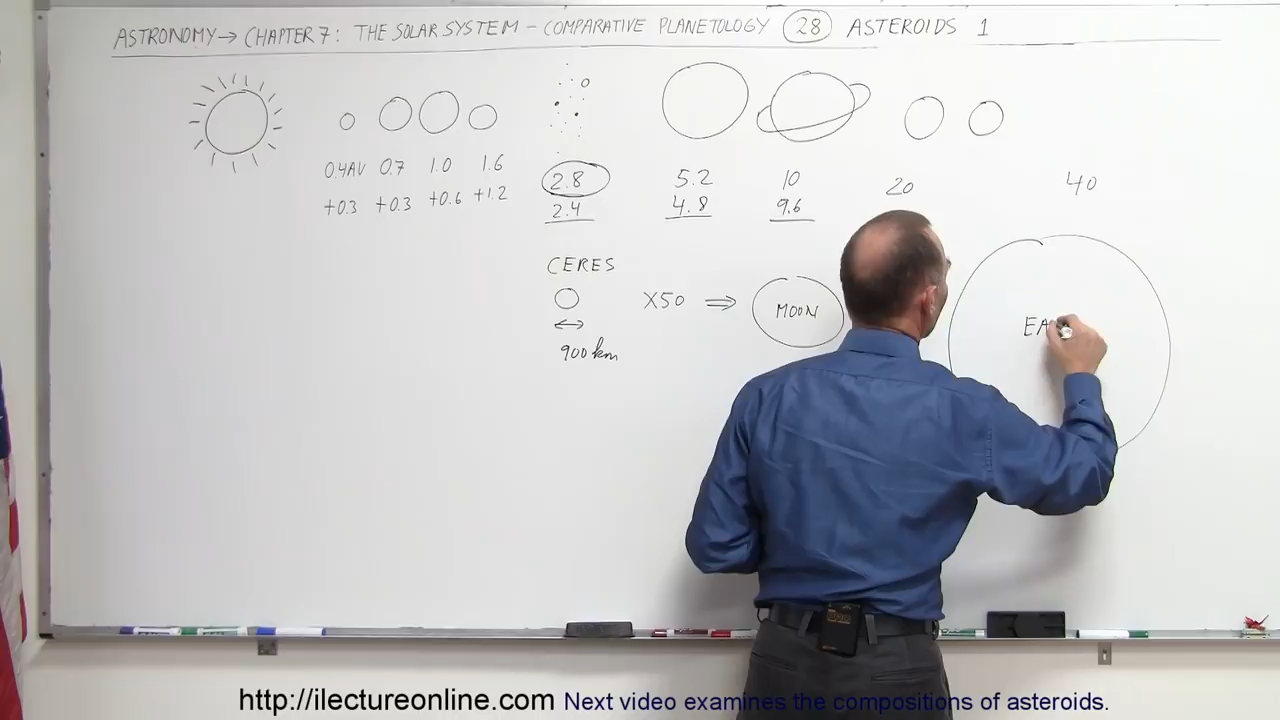 ASTRONOMY→ CHAPTER 7: THE SOLAR SYSTEM – COMPARATIVE PLANETOLOGY 28 ASTEROIDS 1
0.4AU 0.7 1.0 1.6 2.8 5.2 10 20 40
+0.3 +0.3 +0.6 +1.2 2.4 4.8 9.6
CERES
X50 ⇒ MOON EA
900 km
http://ilectureonline.com Next video examines the compositions of asteroids.